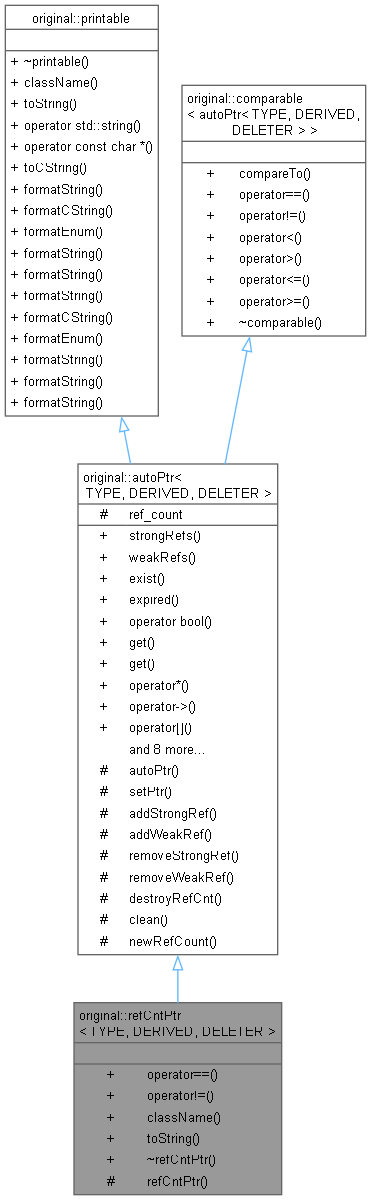 original::printable
+ ~printable()
+ className()
+ toString()
+ operator std::string()
+ operator const char *()
+ toCString()
+ formatString()
+ formatCString()
+ formatEnum()
+ formatString()
+ formatString()
+ formatString()
+ formatCString()
+ formatEnum()
+ formatString()
+ formatString()
+ formatString()
original::comparable
< autoPtr< TYPE, DERIVED,
DELETER > >
+ compareTo()
+ operator==()
+ operator!=()
+ operator<()
+ operator>()
+ operator<=()
+ operator>=()
+ ~comparable()
original::autoPtr<
TYPE, DERIVED, DELETER >
# ref_count
+ strongRefs()
+ weakRefs()
+ exist()
+ expired()
+ operator bool()
+ get()
+ get()
+ operator*()
+ operator->()
+ operator[]()
and 8 more...
# autoPtr()
# setPtr()
# addStrongRef()
# addWeakRef()
# removeStrongRef()
# removeWeakRef()
# destroyRefCnt()
# clean()
# newRefCount()
original::refCntPtr
< TYPE, DERIVED, DELETER >
+ operator==()
+ operator!=()
+ className()
+ toString()
+ ~refCntPtr()
# refCntPtr()